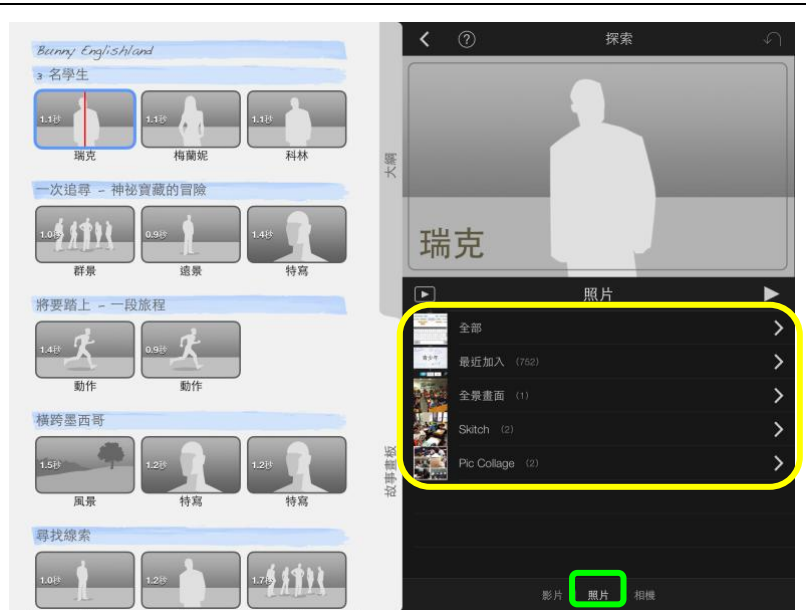 Bunny Englishland
3 名學生
1.1秒
1.1秒
1.1秒
瑞克
梅蘭妮
科林
一次追尋 – 神祕寶藏的冒險
1.0秒
0.9秒
1.4秒
群景
遠景
特寫
將要踏上 – 一段旅程
1.4秒
0.9秒
動作
動作
橫跨墨西哥
1.5秒
1.2秒
1.2秒
風景
特寫
特寫
尋找線索
1.0秒
1.2秒
1.7秒
大綱
故事畫板
?
探索
瑞克
照片
全部
最近加入 (752)
全景畫面 (1)
Skitch (2)
Pic Collage (2)
影片
照片
相機